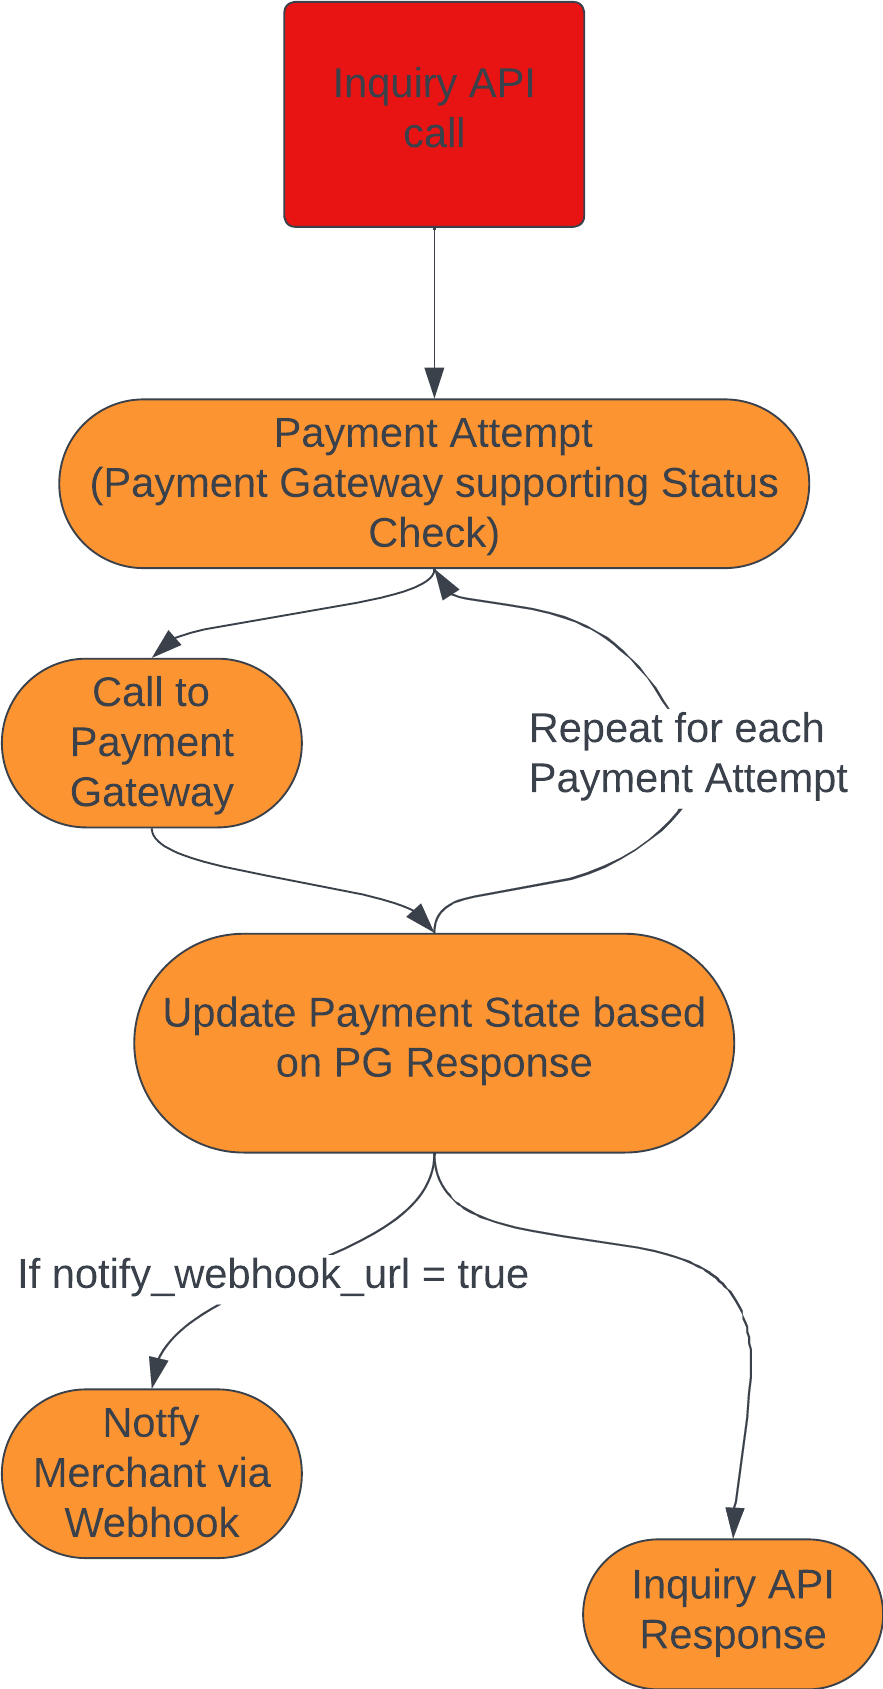 Inquiry API
call
Payment Attempt
(Payment Gateway supporting Status
Check)
Call to
Payment
Gateway
Repeat for each
Payment Attempt
Update Payment State based
on PG Response
If notify_webhook_url = true
Notfy
Merchant via
Webhook
Inquiry API
Response